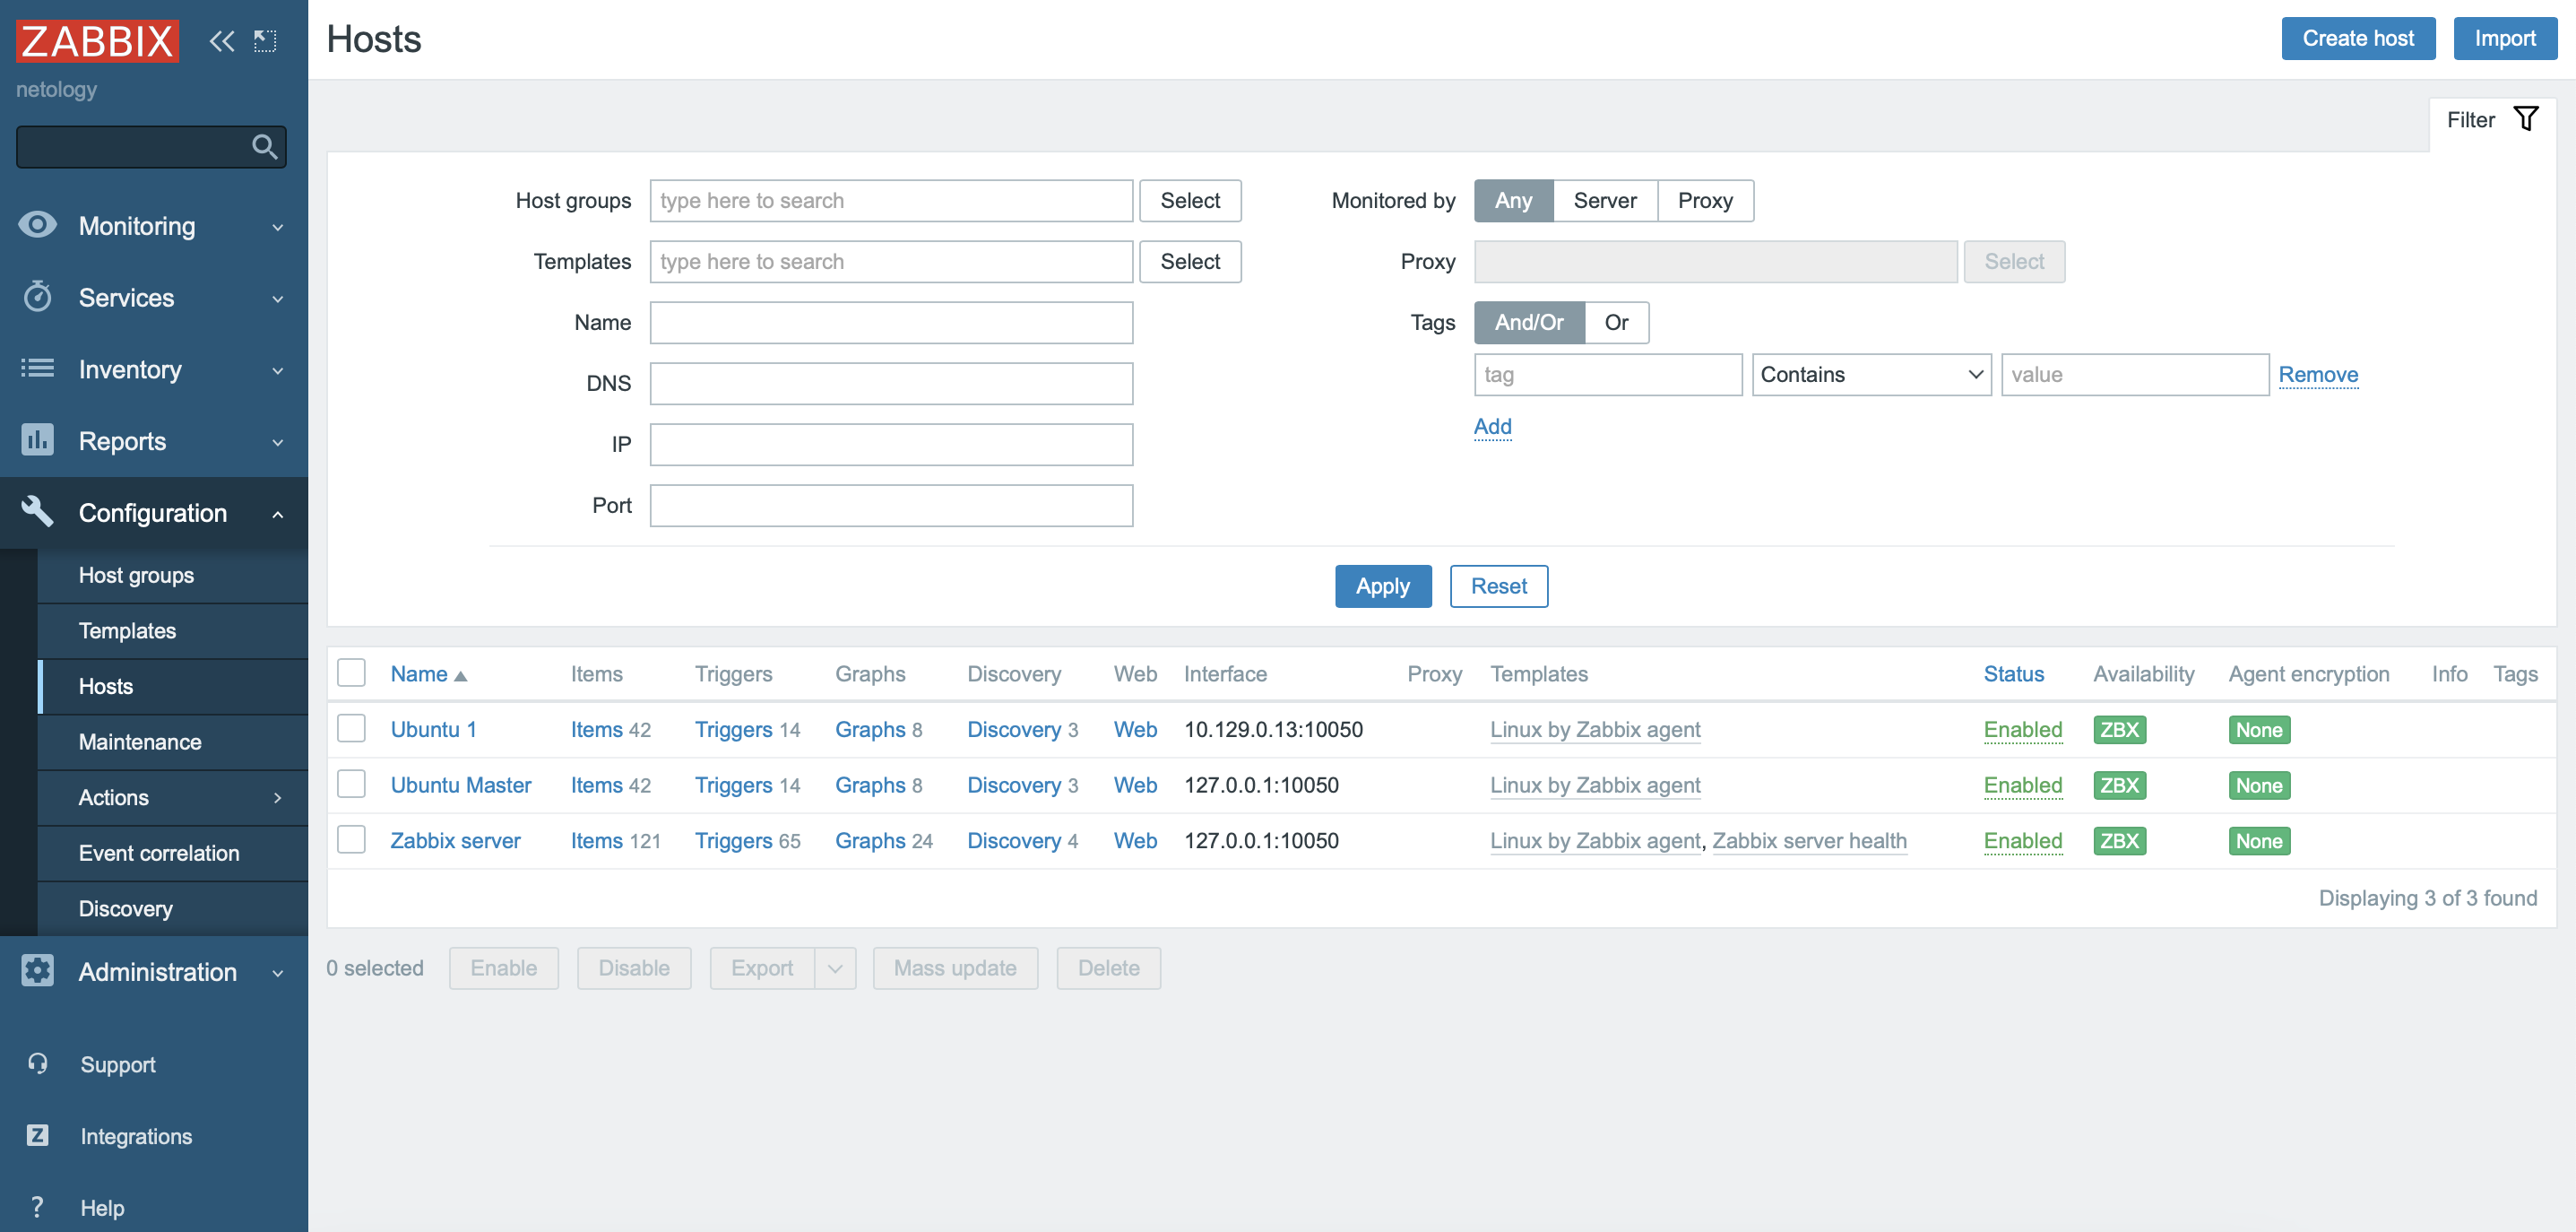 ZABBIX
netology
Monitoring
Services
Inventory
Reports
Configuration
Host groups
Templates
Hosts
Maintenance
Actions
Event correlation
Discovery
Administration
Support
Integrations
? Help
Hosts
Create host Import
Filter
Host groups type here to search Select
Templates type here to search Select
Name
DNS
IP
Port
Monitored by Any Server Proxy
Proxy Select
Tags And/Or Or
tag Contains value Remove
Add
Apply Reset
Name Items Triggers Graphs Discovery Web Interface Proxy Templates Status Availability Agent encryption Info Tags
Ubuntu 1 Items 42 Triggers 14 Graphs 8 Discovery 3 Web 10.129.0.13:10050 Linux by Zabbix agent Enabled ZBX None
Ubuntu Master Items 42 Triggers 14 Graphs 8 Discovery 3 Web 127.0.0.1:10050 Linux by Zabbix agent Enabled ZBX None
Zabbix server Items 121 Triggers 65 Graphs 24 Discovery 4 Web 127.0.0.1:10050 Linux by Zabbix agent, Zabbix server health Enabled ZBX None
Displaying 3 of 3 found
0 selected Enable Disable Export Mass update Delete